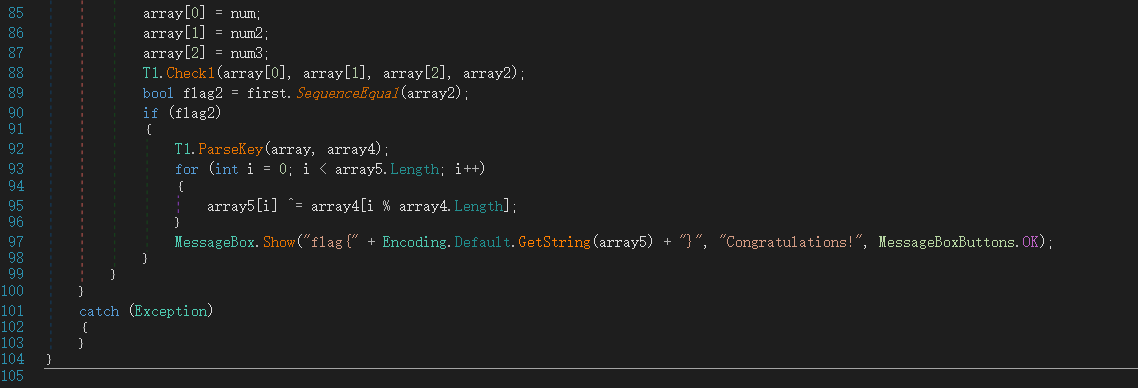 85 array[0] = num;
86 array[1] = num2;
87 array[2] = num3;
88 T1.Check1(array[0], array[1], array[2], array2);
89 bool flag2 = first.SequenceEqual(array2);
90 if (flag2)
91 {
92 T1.ParseKey(array, array4);
93 for (int i = 0; i < array5.Length; i++)
94 {
95 array5[i] ^= array4[i % array4.Length];
96 }
97 MessageBox.Show("flag{" + Encoding.Default.GetString(array5) + "}", "Congratulations!", MessageBoxButtons.OK);
98 }
99 }
100 }
101 catch (Exception)
102 {
103 }
104 }
105